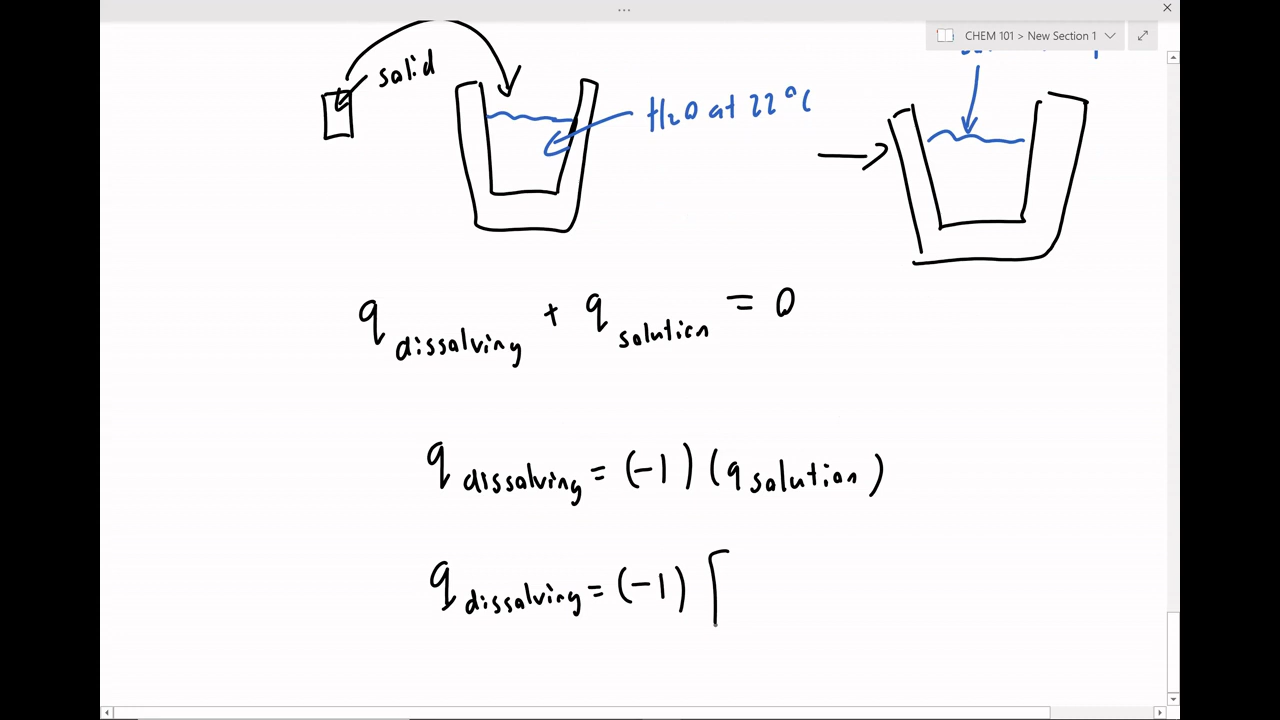 CHEM 101 > New Section 1
solid
H₂O at 22°C
q dissolving + q solution = 0
q dissolving = (-1) (q solution)
q dissolving = (-1) [